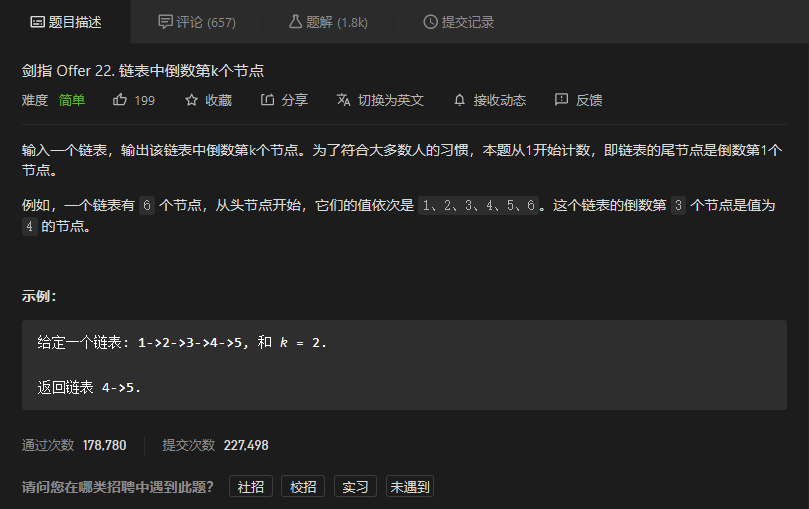 题目描述 评论 (657) 题解 (1.8k) 提交记录
剑指 Offer 22. 链表中倒数第k个节点
难度 简单 199 收藏 分享 切换为英文 接收动态 反馈
输入一个链表，输出该链表中倒数第k个节点。为了符合大多数人的习惯，本题从1开始计数，即链表的尾节点是倒数第1个
节点。
例如，一个链表有 6 个节点，从头节点开始，它们的值依次是 1、2、3、4、5、6。这个链表的倒数第 3 个节点是值为
4 的节点。
示例：
给定一个链表: 1->2->3->4->5, 和 k = 2.
返回链表 4->5.
通过次数 178,780 提交次数 227,498
请问您在哪类招聘中遇到此题？ 社招 校招 实习 未遇到